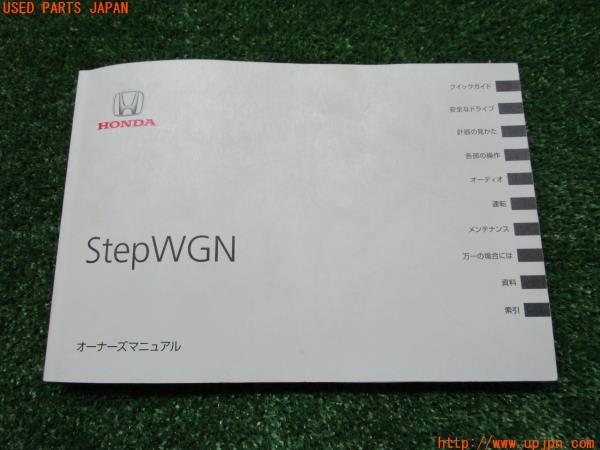 USED PARTS JAPAN
HONDA
StepWGN
オーナーズマニュアル
クイックガイド
安全なドライブ
計器の見かた
各部の操作
オーディオ
運転
メンテナンス
万一の場合には
資料
索引
http://www.upjpn.com/